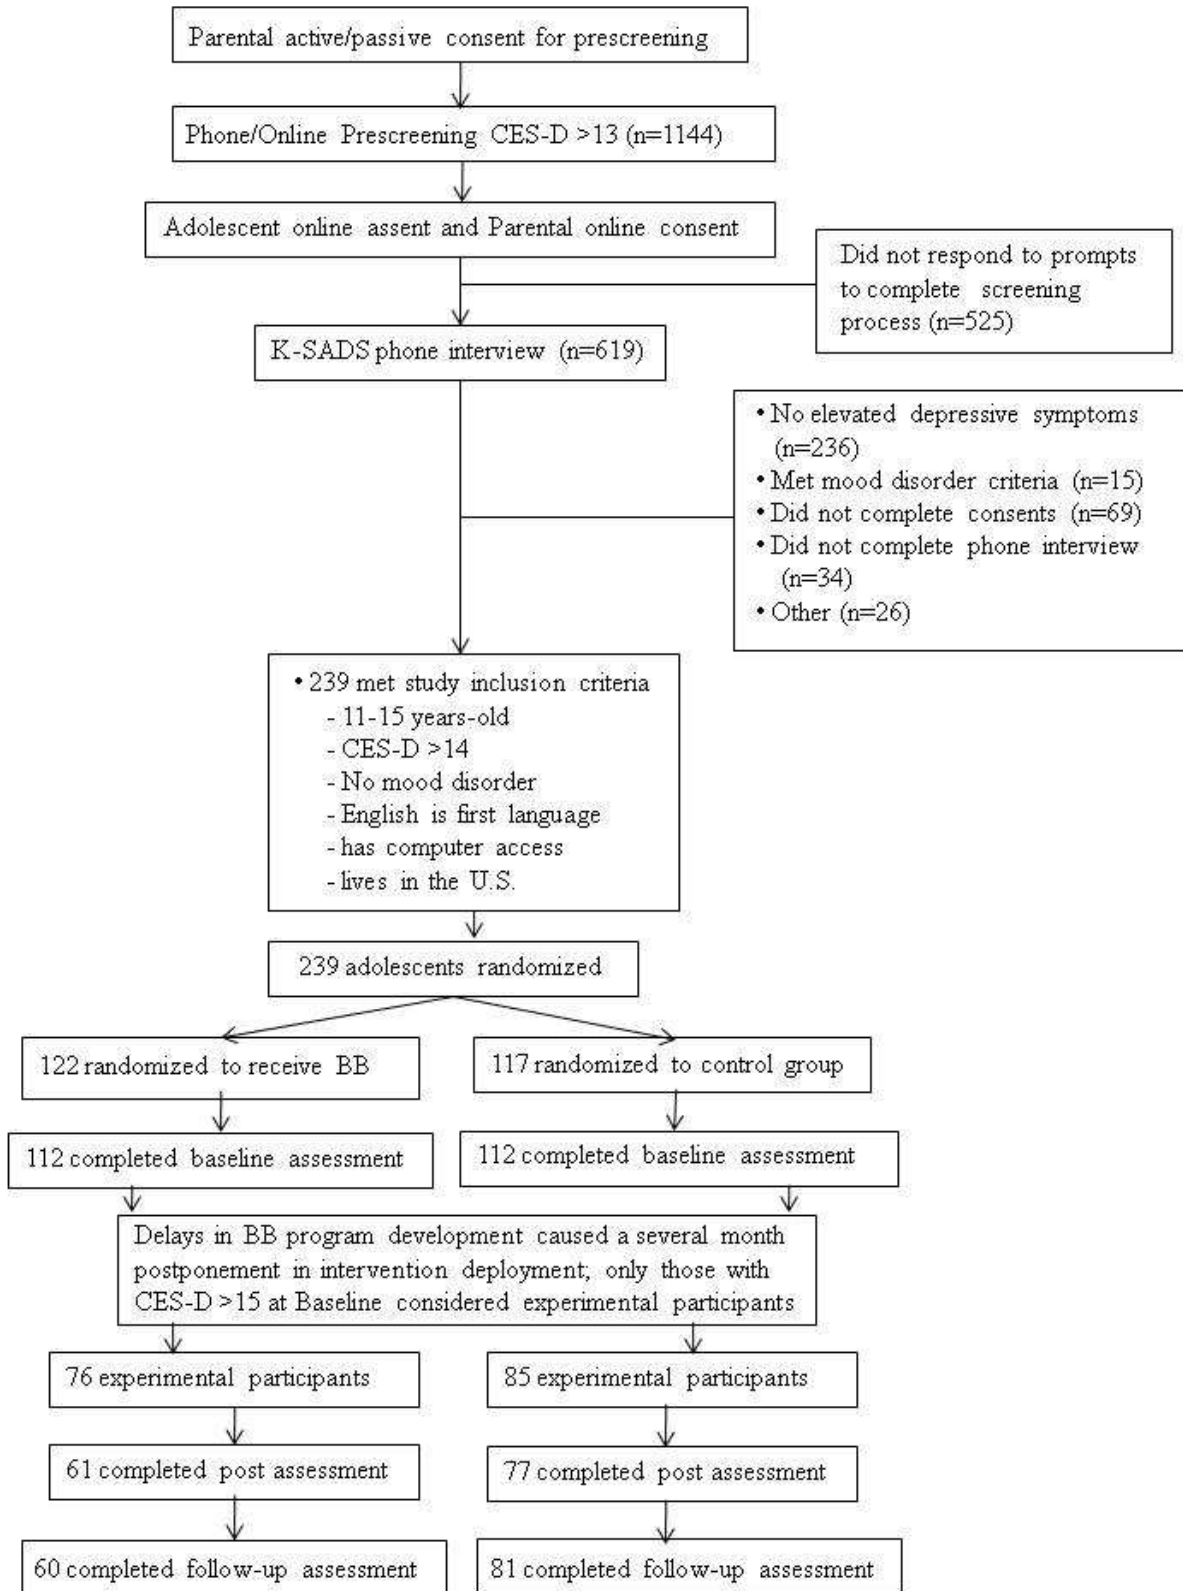 Parental active/passive consent for prescreening
Phone/Online Prescreening CES-D >13 (n=1144)
Adolescent online assent and Parental online consent
Did not respond to prompts
to complete screening
process (n=525)
K-SADS phone interview (n=619)
• No elevated depressive symptoms
(n=236)
• Met mood disorder criteria (n=15)
• Did not complete consents (n=69)
• Did not complete phone interview
(n=34)
• Other (n=26)
• 239 met study inclusion criteria
- 11-15 years-old
- CES-D >14
- No mood disorder
- English is first language
- has computer access
- lives in the U.S.
239 adolescents randomized
122 randomized to receive BB
117 randomized to control group
112 completed baseline assessment
112 completed baseline assessment
Delays in BB program development caused a several month
postponement in intervention deployment; only those with
CES-D >15 at Baseline considered experimental participants
76 experimental participants
85 experimental participants
61 completed post assessment
77 completed post assessment
60 completed follow-up assessment
81 completed follow-up assessment